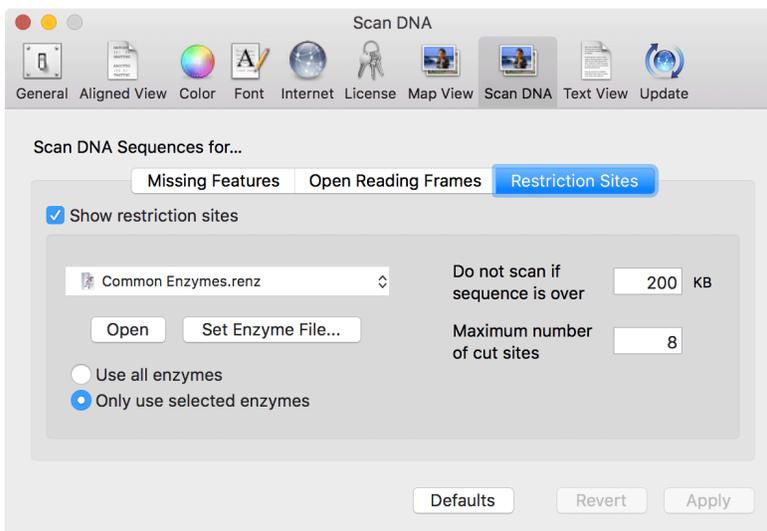 Scan DNA
General Aligned View Color Font Internet License Map View Scan DNA Text View Update
Scan DNA Sequences for...
Missing Features Open Reading Frames Restriction Sites
Show restriction sites
Common Enzymes.renz
Do not scan if
sequence is over
200 KB
Open Set Enzyme File...
Maximum number
of cut sites
8
Use all enzymes
Only use selected enzymes
Defaults Revert Apply